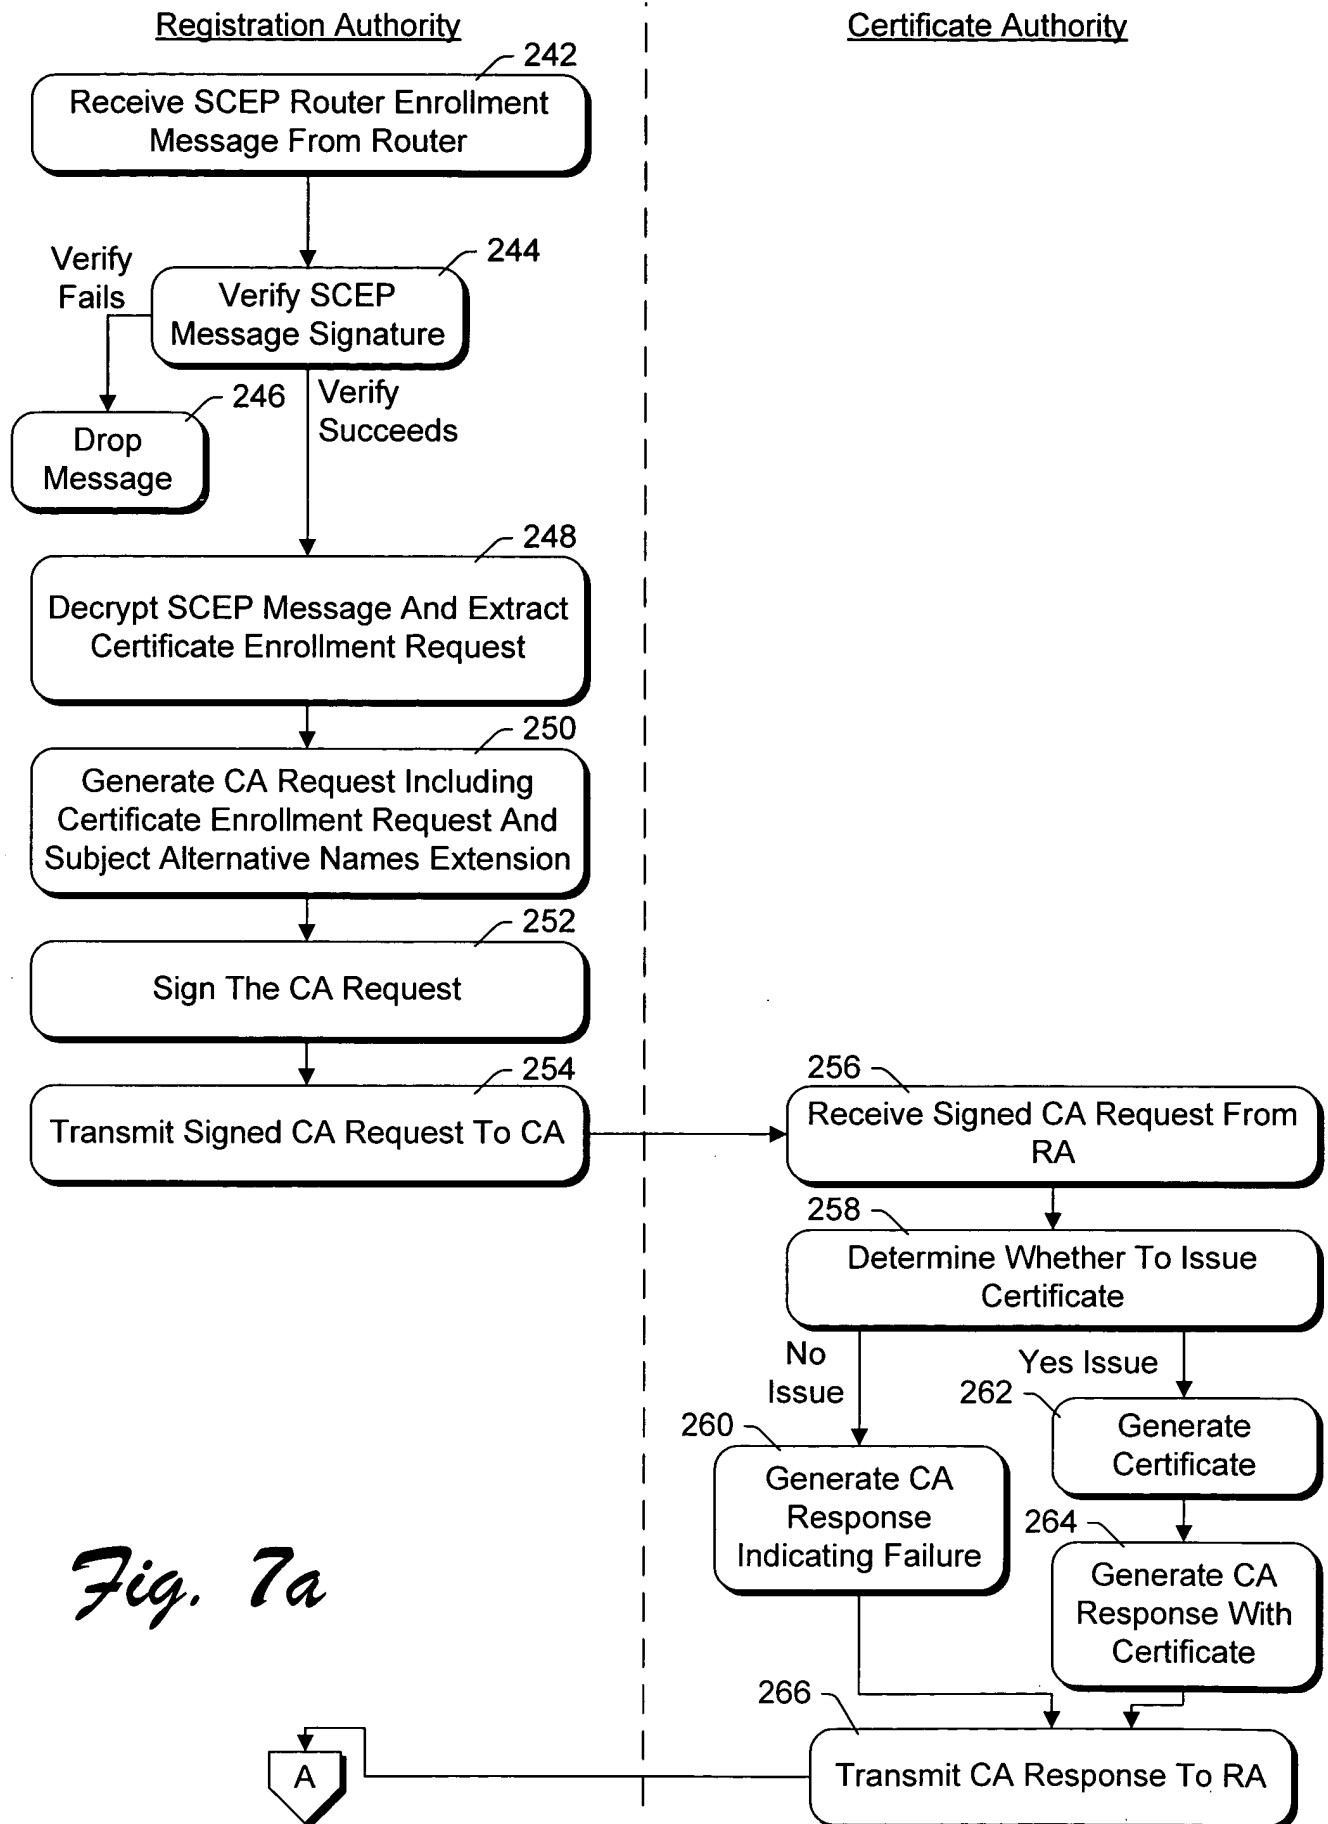 Registration Authority
Certificate Authority
242
Receive SCEP Router Enrollment
Message From Router
244
Verify
Fails
Verify SCEP
Message Signature
246
Verify
Succeeds
Drop
Message
248
Decrypt SCEP Message And Extract
Certificate Enrollment Request
250
Generate CA Request Including
Certificate Enrollment Request And
Subject Alternative Names Extension
252
Sign The CA Request
254
Transmit Signed CA Request To CA
256
Receive Signed CA Request From
RA
258
Determine Whether To Issue
Certificate
No
Issue
Yes Issue
260
Generate CA
Response
Indicating Failure
262
Generate
Certificate
264
Generate CA
Response With
Certificate
266
Transmit CA Response To RA
A
Fig. 7a